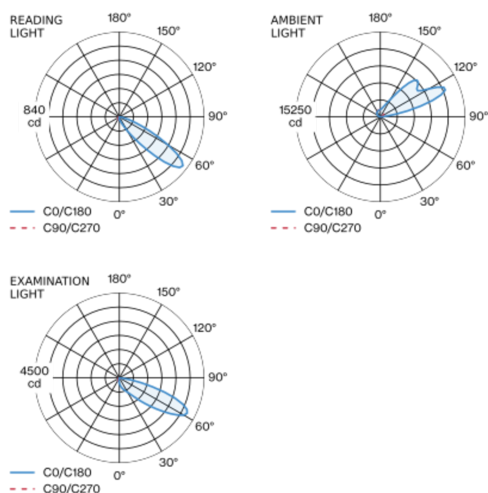 READING
LIGHT
180°
150°
120°
90°
60°
30°
0°
840
cd
C0/C180
C90/C270
AMBIENT
LIGHT
180°
150°
120°
90°
60°
30°
0°
15250
cd
C0/C180
C90/C270
EXAMINATION
LIGHT
180°
150°
120°
90°
60°
30°
0°
4500
cd
C0/C180
C90/C270